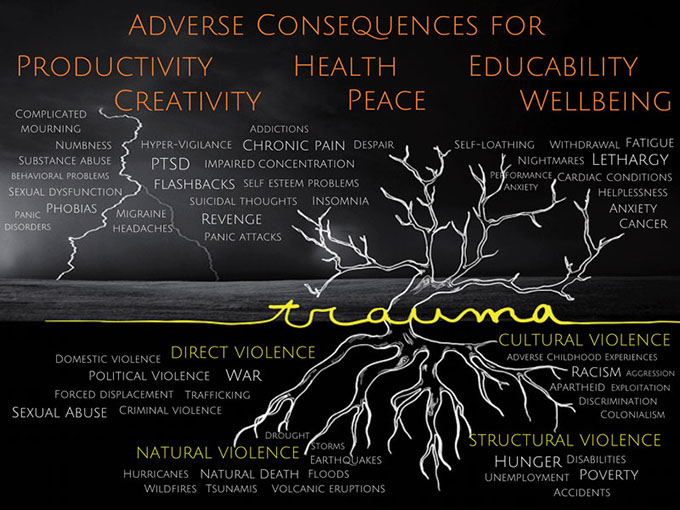 Adverse Consequences for
Productivity Health Educability
Creativity Peace Wellbeing
Complicated
mourning
Numbness
Substance abuse
behavioral problems
Sexual dysfunction
Phobias
Panic
disorders
Migraine
headaches
Addictions
Hyper-Vigilance Chronic pain Despair
PTSD impaired concentration
Flashbacks self esteem problems
suicidal thoughts Insomnia
Revenge
Panic attacks
Self-loathing Withdrawal Fatigue
Nightmares Lethargy
Performance
Anxiety
Cardiac conditions
Helplessness
Anxiety
Cancer
trauma
Direct violence
Domestic violence
Political violence War
Forced displacement Trafficking
Sexual Abuse Criminal violence
Cultural violence
Adverse Childhood Experiences
Racism Aggression
Apartheid Exploitation
Discrimination
Colonialism
Natural violence
Drought
Storms
Earthquakes
Hurricanes Natural Death Floods
Wildfires Tsunamis Volcanic eruptions
Structural violence
Hunger Disabilities
Unemployment Poverty
Accidents